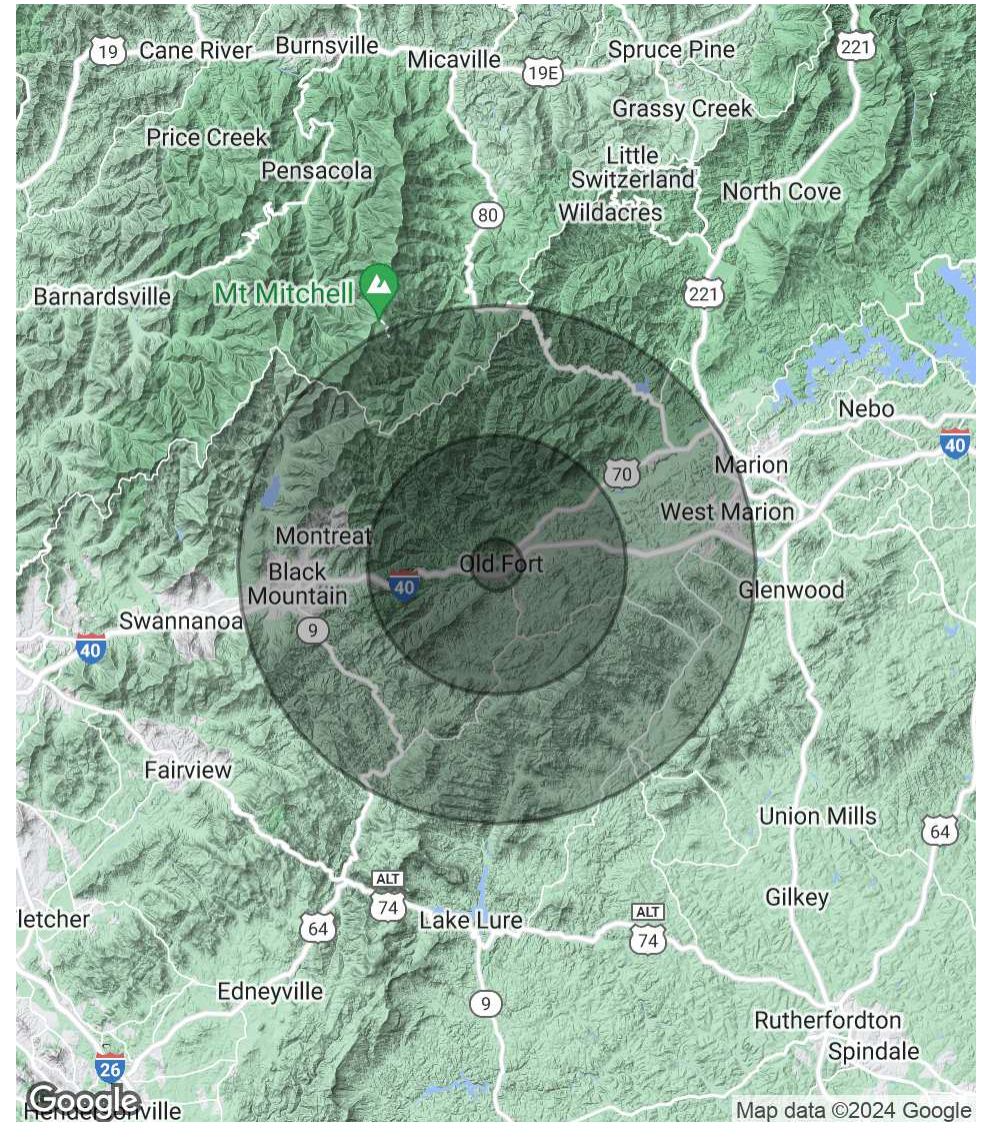 19
Cane River
Burnsville
Micaville
19E
Spruce Pine
221
Grassy Creek
Price Creek
Pensacola
Little
Switzerland
North Cove
80
Wildacres
Barnardsville
Mt Mitchell
221
Nebo
40
Marion
70
West Marion
Montreat
Old Fort
Black
Mountain
40
Glenwood
Swannanoa
9
40
Fairview
Union Mills
64
ALT
74
Gilkey
letcher
Lake Lure
ALT
74
64
Edneyville
9
Rutherfordton
Spindale
26
Google
Hendersonville
Map data ©2024 Google